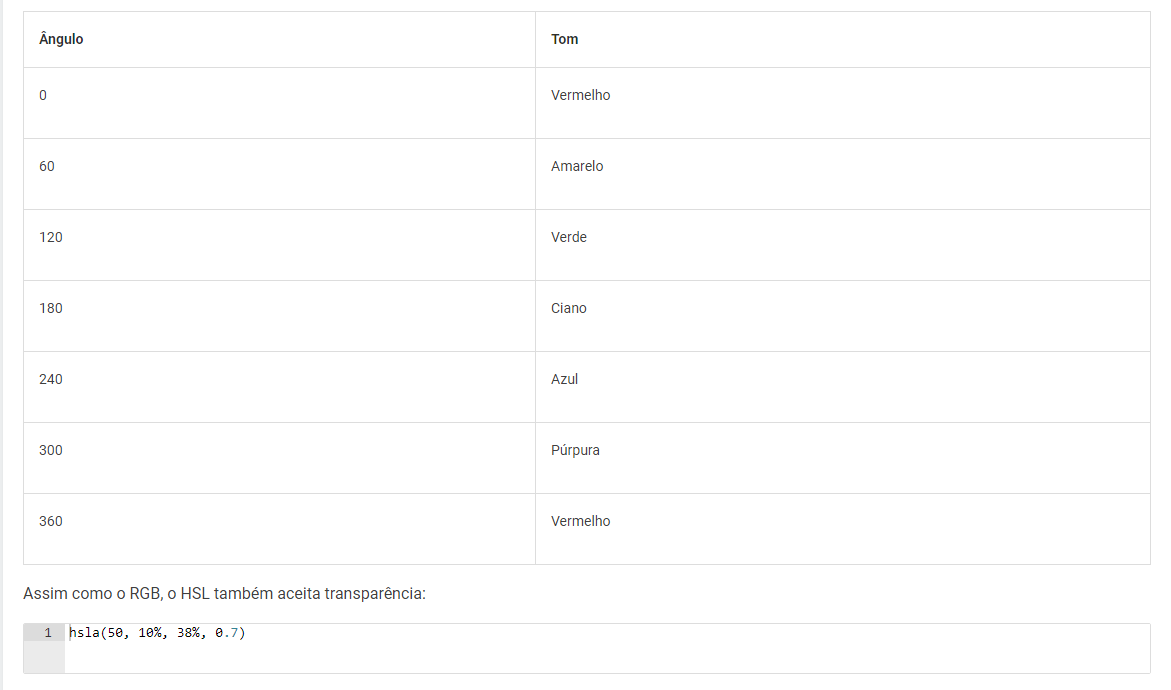 Ângulo Tom
0 Vermelho
60 Amarelo
120 Verde
180 Ciano
240 Azul
300 Púrpura
360 Vermelho
Assim como o RGB, o HSL também aceita transparência:
1 hsla(50, 10%, 38%, 0.7)